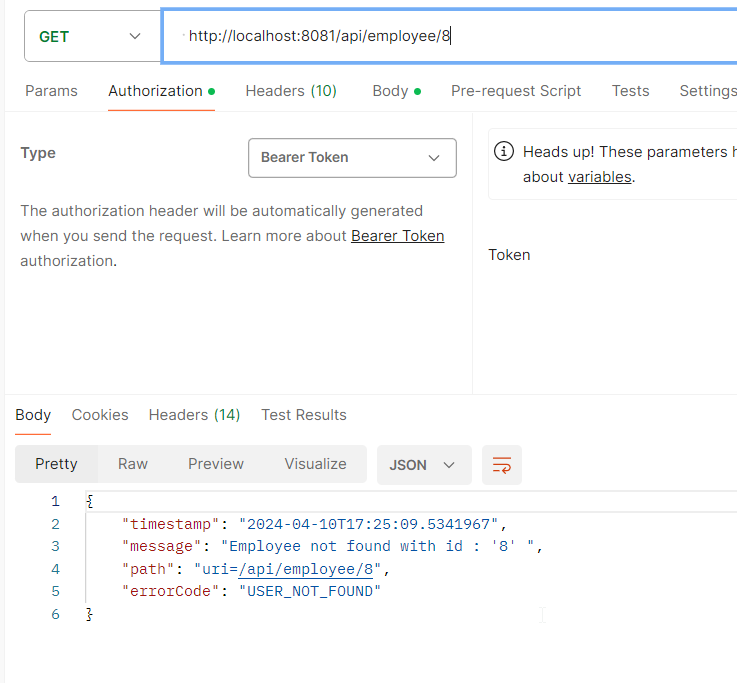 GET http://localhost:8081/api/employee/8
Params Authorization Headers (10) Body Pre-request Script Tests Settings
Type Bearer Token
The authorization header will be automatically generated
when you send the request. Learn more about Bearer Token
authorization.
Heads up! These parameters h
about variables.
Token
Body Cookies Headers (14) Test Results
Pretty Raw Preview Visualize JSON
1 {
2 "timestamp": "2024-04-10T17:25:09.5341967",
3 "message": "Employee not found with id : '8' ",
4 "path": "uri=/api/employee/8",
5 "errorCode": "USER_NOT_FOUND"
6 }